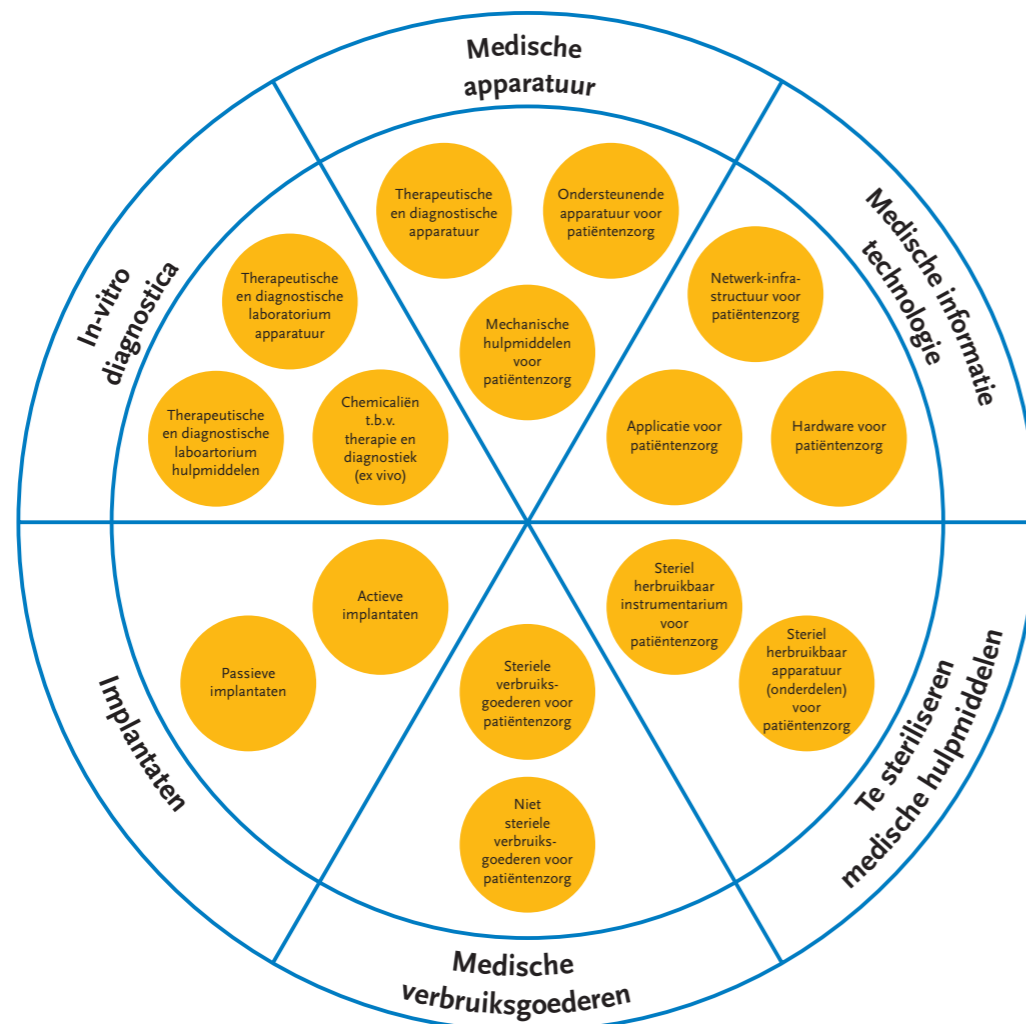 Medische
apparatuur
Therapeutische
en diagnostische
apparatuur
Ondersteunende
apparatuur voor
patiëntenzorg
Mechanische
hulpmiddelen
voor
patiëntenzorg
Medische informatie
technologie
Netwerk-infra-
structuur voor
patiëntenzorg
Applicatie voor
patiëntenzorg
Hardware voor
patiëntenzorg
Te steriliseren
medische hulpmiddelen
Steriel
herbruikbaar
instrumentarium
voor
patiëntenzorg
Steriel
herbruikbaar
apparatuur
(onderdelen)
voor
patiëntenzorg
Medische
verbruiksgoederen
Steriele
verbruiks-
goederen voor
patiëntenzorg
Niet
steriele
verbruiks-
goederen voor
patiëntenzorg
Implantaten
Actieve
implantaten
Passieve
implantaten
In-vitro
diagnostica
Therapeutische
en diagnostische
laboratorium
apparatuur
Therapeutische
en diagnostische
laboartorium
hulpmiddelen
Chemicaliën
t.b.v.
therapie en
diagnostiek
(ex vivo)